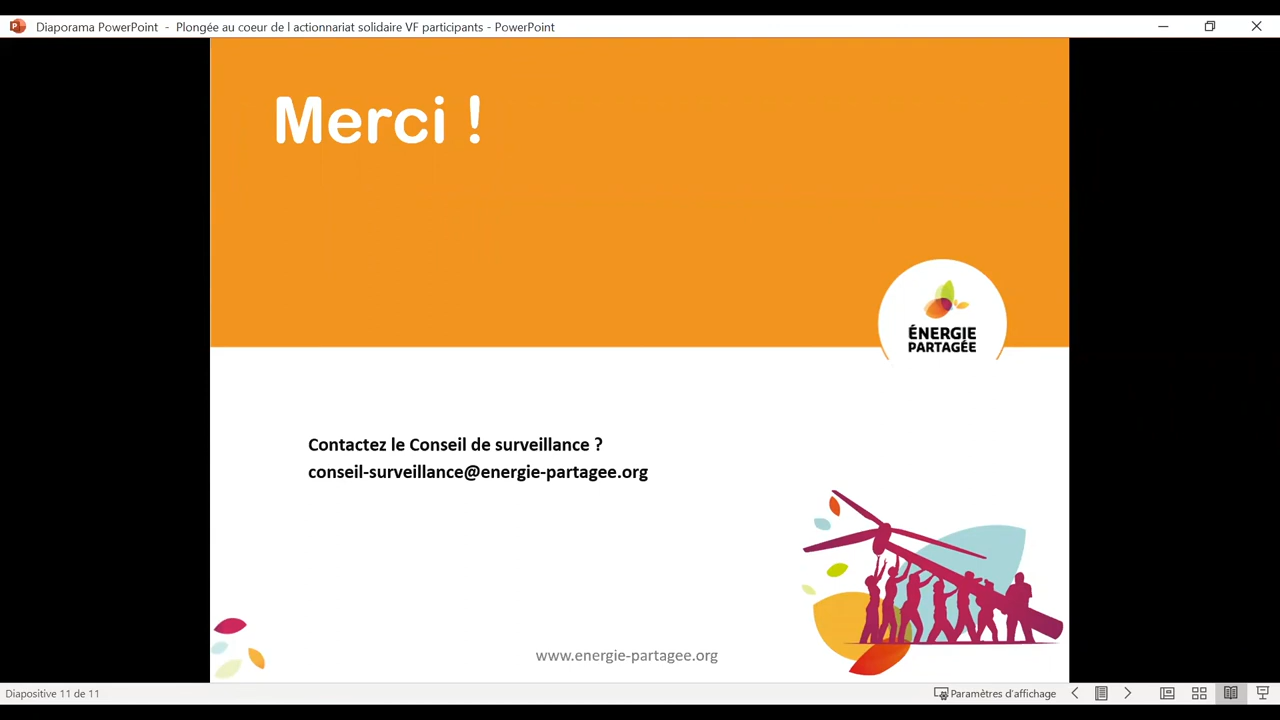 Diaporama PowerPoint - Plongée au coeur de l actionnariat solidaire VF participants - PowerPoint
Merci !
ÉNERGIE
PARTAGÉE
Contactez le Conseil de surveillance ?
conseil-surveillance@energie-partagee.org
www.energie-partagee.org
Diapositive 11 de 11
Paramètres d'affichage